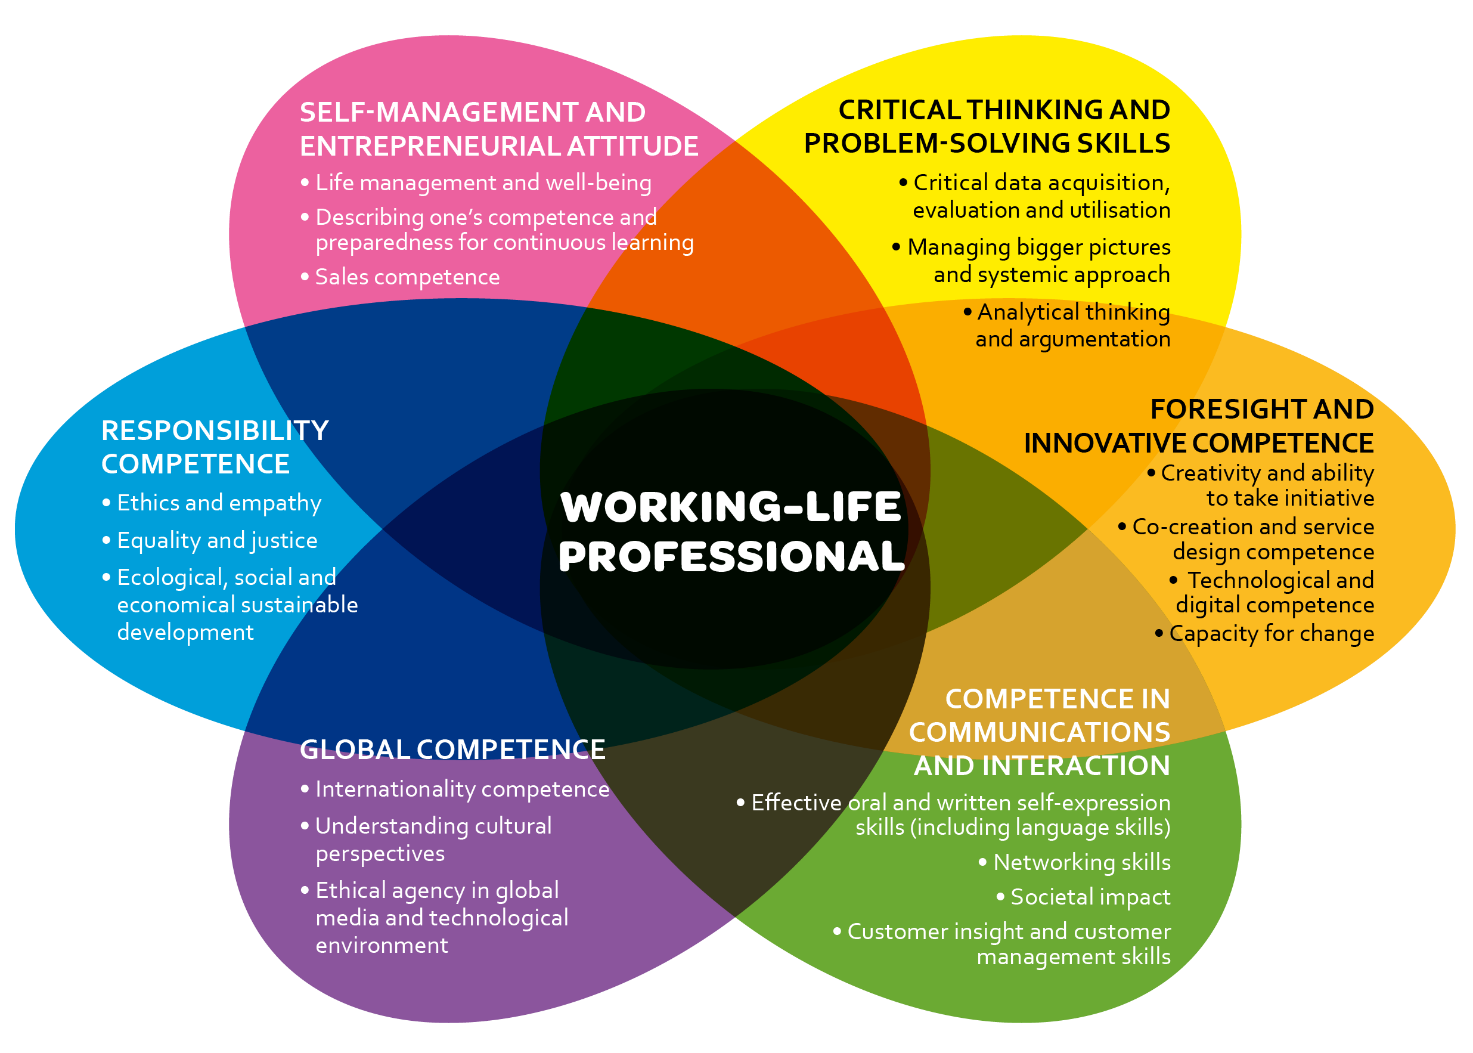 SELF-MANAGEMENT AND
ENTREPRENEURIAL ATTITUDE
• Life management and well-being
• Describing one's competence and
preparedness for continuous learning
• Sales competence
CRITICAL THINKING AND
PROBLEM-SOLVING SKILLS
• Critical data acquisition,
evaluation and utilisation
• Managing bigger pictures
and systemic approach
• Analytical thinking
and argumentation
RESPONSIBILITY
COMPETENCE
• Ethics and empathy
• Equality and justice
• Ecological, social and
economical sustainable
development
WORKING-LIFE
PROFESSIONAL
FORESIGHT AND
INNOVATIVE COMPETENCE
• Creativity and ability
to take initiative
• Co-creation and service
design competence
• Technological and
digital competence
• Capacity for change
GLOBAL COMPETENCE
• Internationality competence
• Understanding cultural
perspectives
• Ethical agency in global
media and technological
environment
COMPETENCE IN
COMMUNICATIONS
AND INTERACTION
• Effective oral and written self-expression
skills (including language skills)
• Networking skills
• Societal impact
• Customer insight and customer
management skills